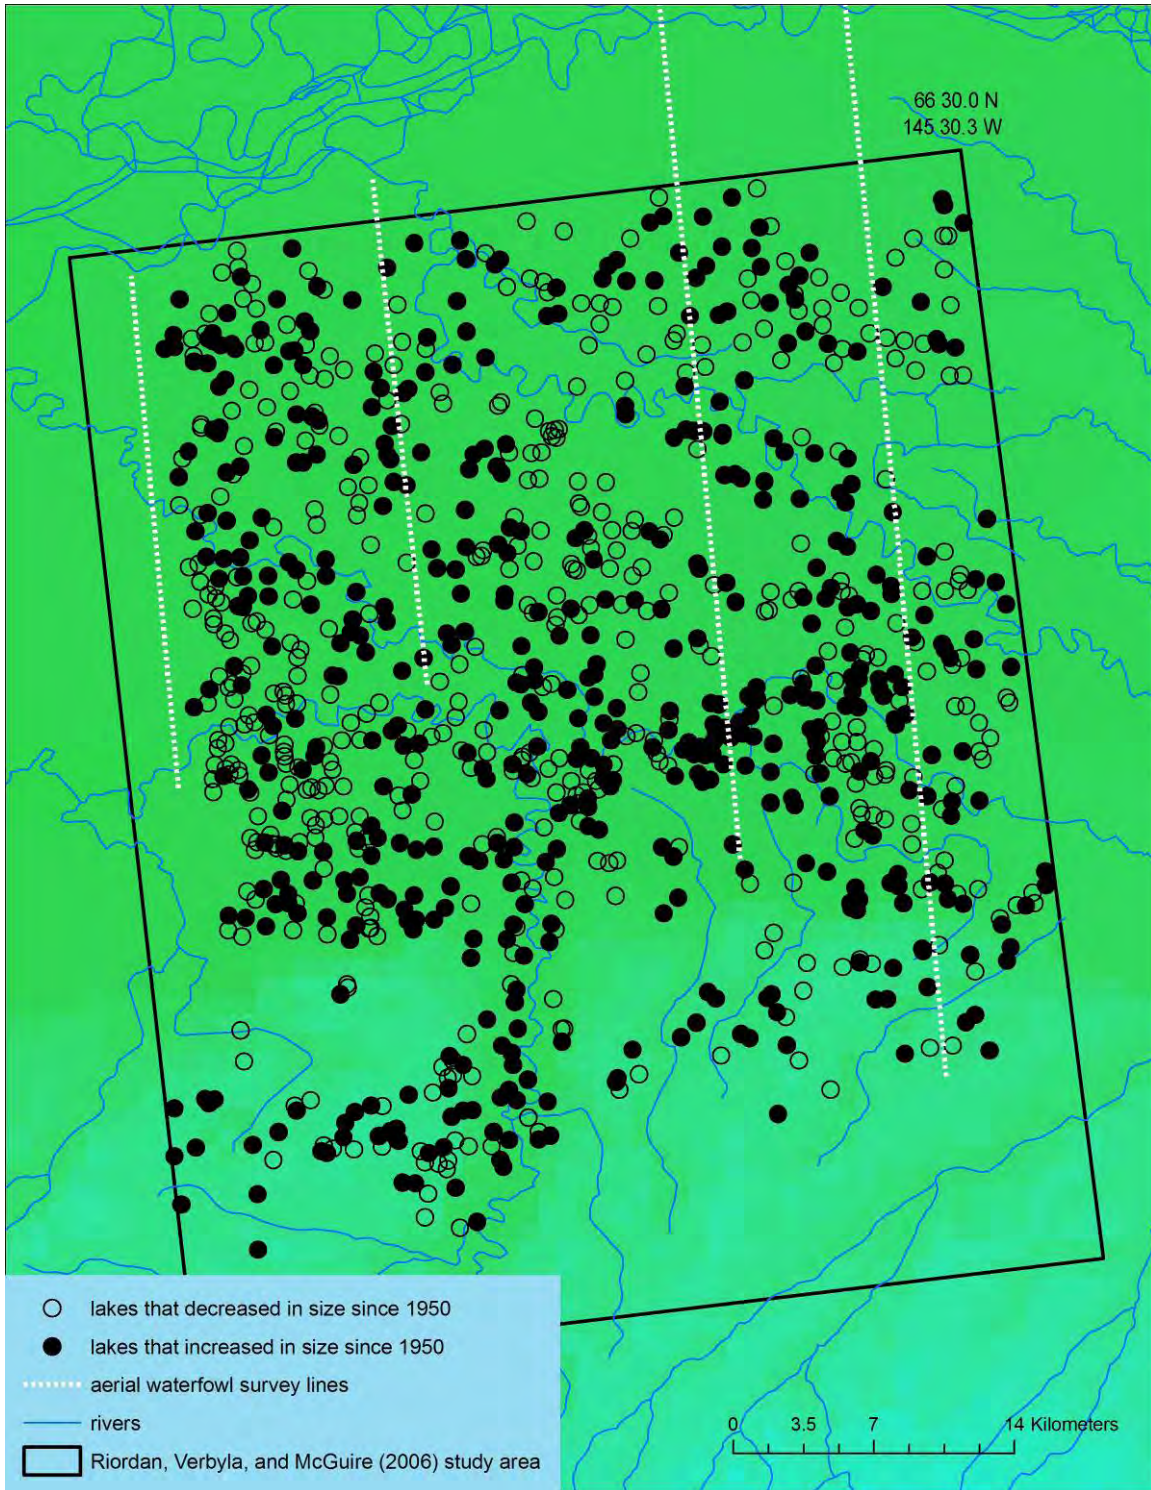 66 30.0 N
145 30.3 W
lakes that decreased in size since 1950
lakes that increased in size since 1950
aerial waterfowl survey lines
rivers
Riordan, Verbyla, and McGuire (2006) study area
0 3.5 7 14 Kilometers